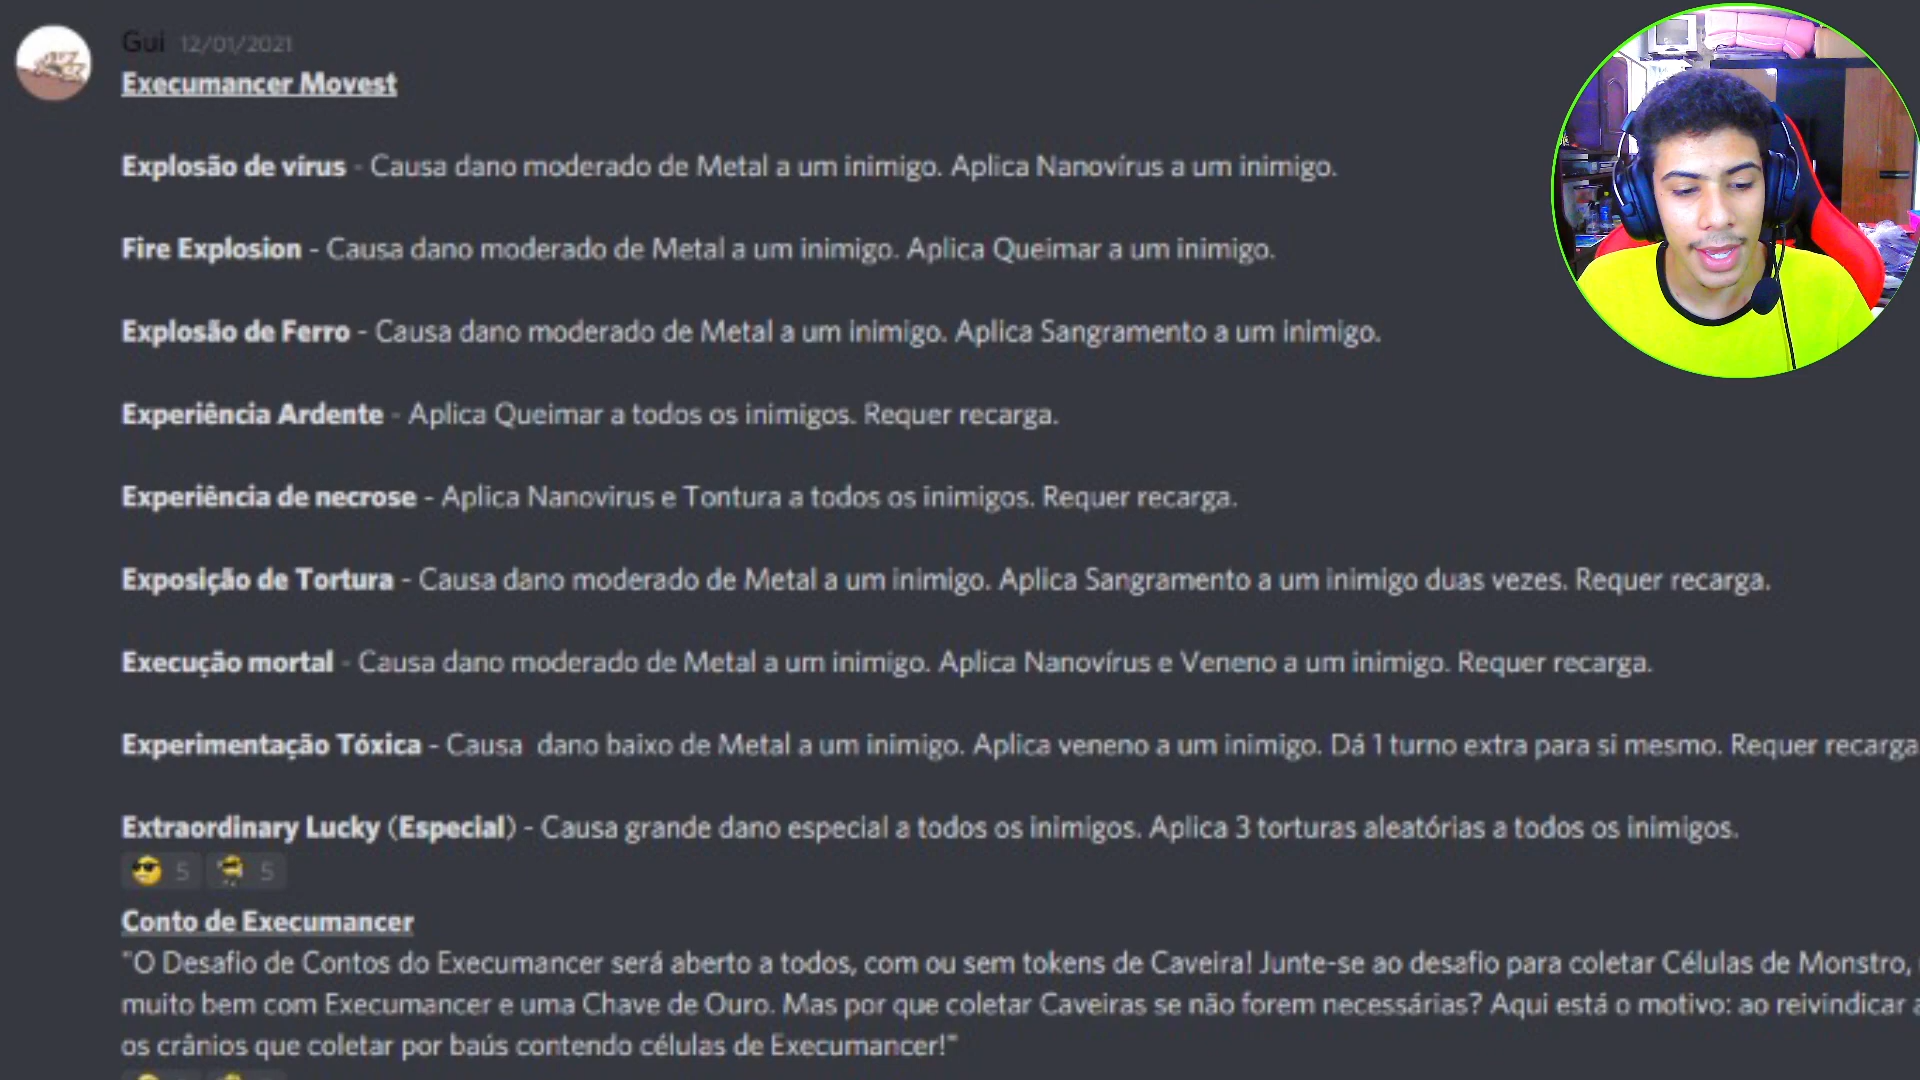 Gui 12/01/2021
Execumancer Movest
Explosão de vírus - Causa dano moderado de Metal a um inimigo. Aplica Nanovírus a um inimigo.
Fire Explosion - Causa dano moderado de Metal a um inimigo. Aplica Queimar a um inimigo.
Explosão de Ferro - Causa dano moderado de Metal a um inimigo. Aplica Sangramento a um inimigo.
Experiência Ardente - Aplica Queimar a todos os inimigos. Requer recarga.
Experiência de necrose - Aplica Nanovirus e Tontura a todos os inimigos. Requer recarga.
Exposição de Tortura - Causa dano moderado de Metal a um inimigo. Aplica Sangramento a um inimigo duas vezes. Requer recarga.
Execução mortal - Causa dano moderado de Metal a um inimigo. Aplica Nanovírus e Veneno a um inimigo. Requer recarga.
Experimentação Tóxica - Causa dano baixo de Metal a um inimigo. Aplica veneno a um inimigo. Dá 1 turno extra para si mesmo. Requer recarga
Extraordinary Lucky (Especial) - Causa grande dano especial a todos os inimigos. Aplica 3 torturas aleatórias a todos os inimigos.
5 5
Conto de Execumancer
"O Desafio de Contos do Execumancer será aberto a todos, com ou sem tokens de Caveira! Junte-se ao desafio para coletar Células de Monstro,
muito bem com Execumancer e uma Chave de Ouro. Mas por que coletar Caveiras se não forem necessárias? Aqui está o motivo: ao reivindicar
os crânios que coletar por baús contendo células de Execumancer!"